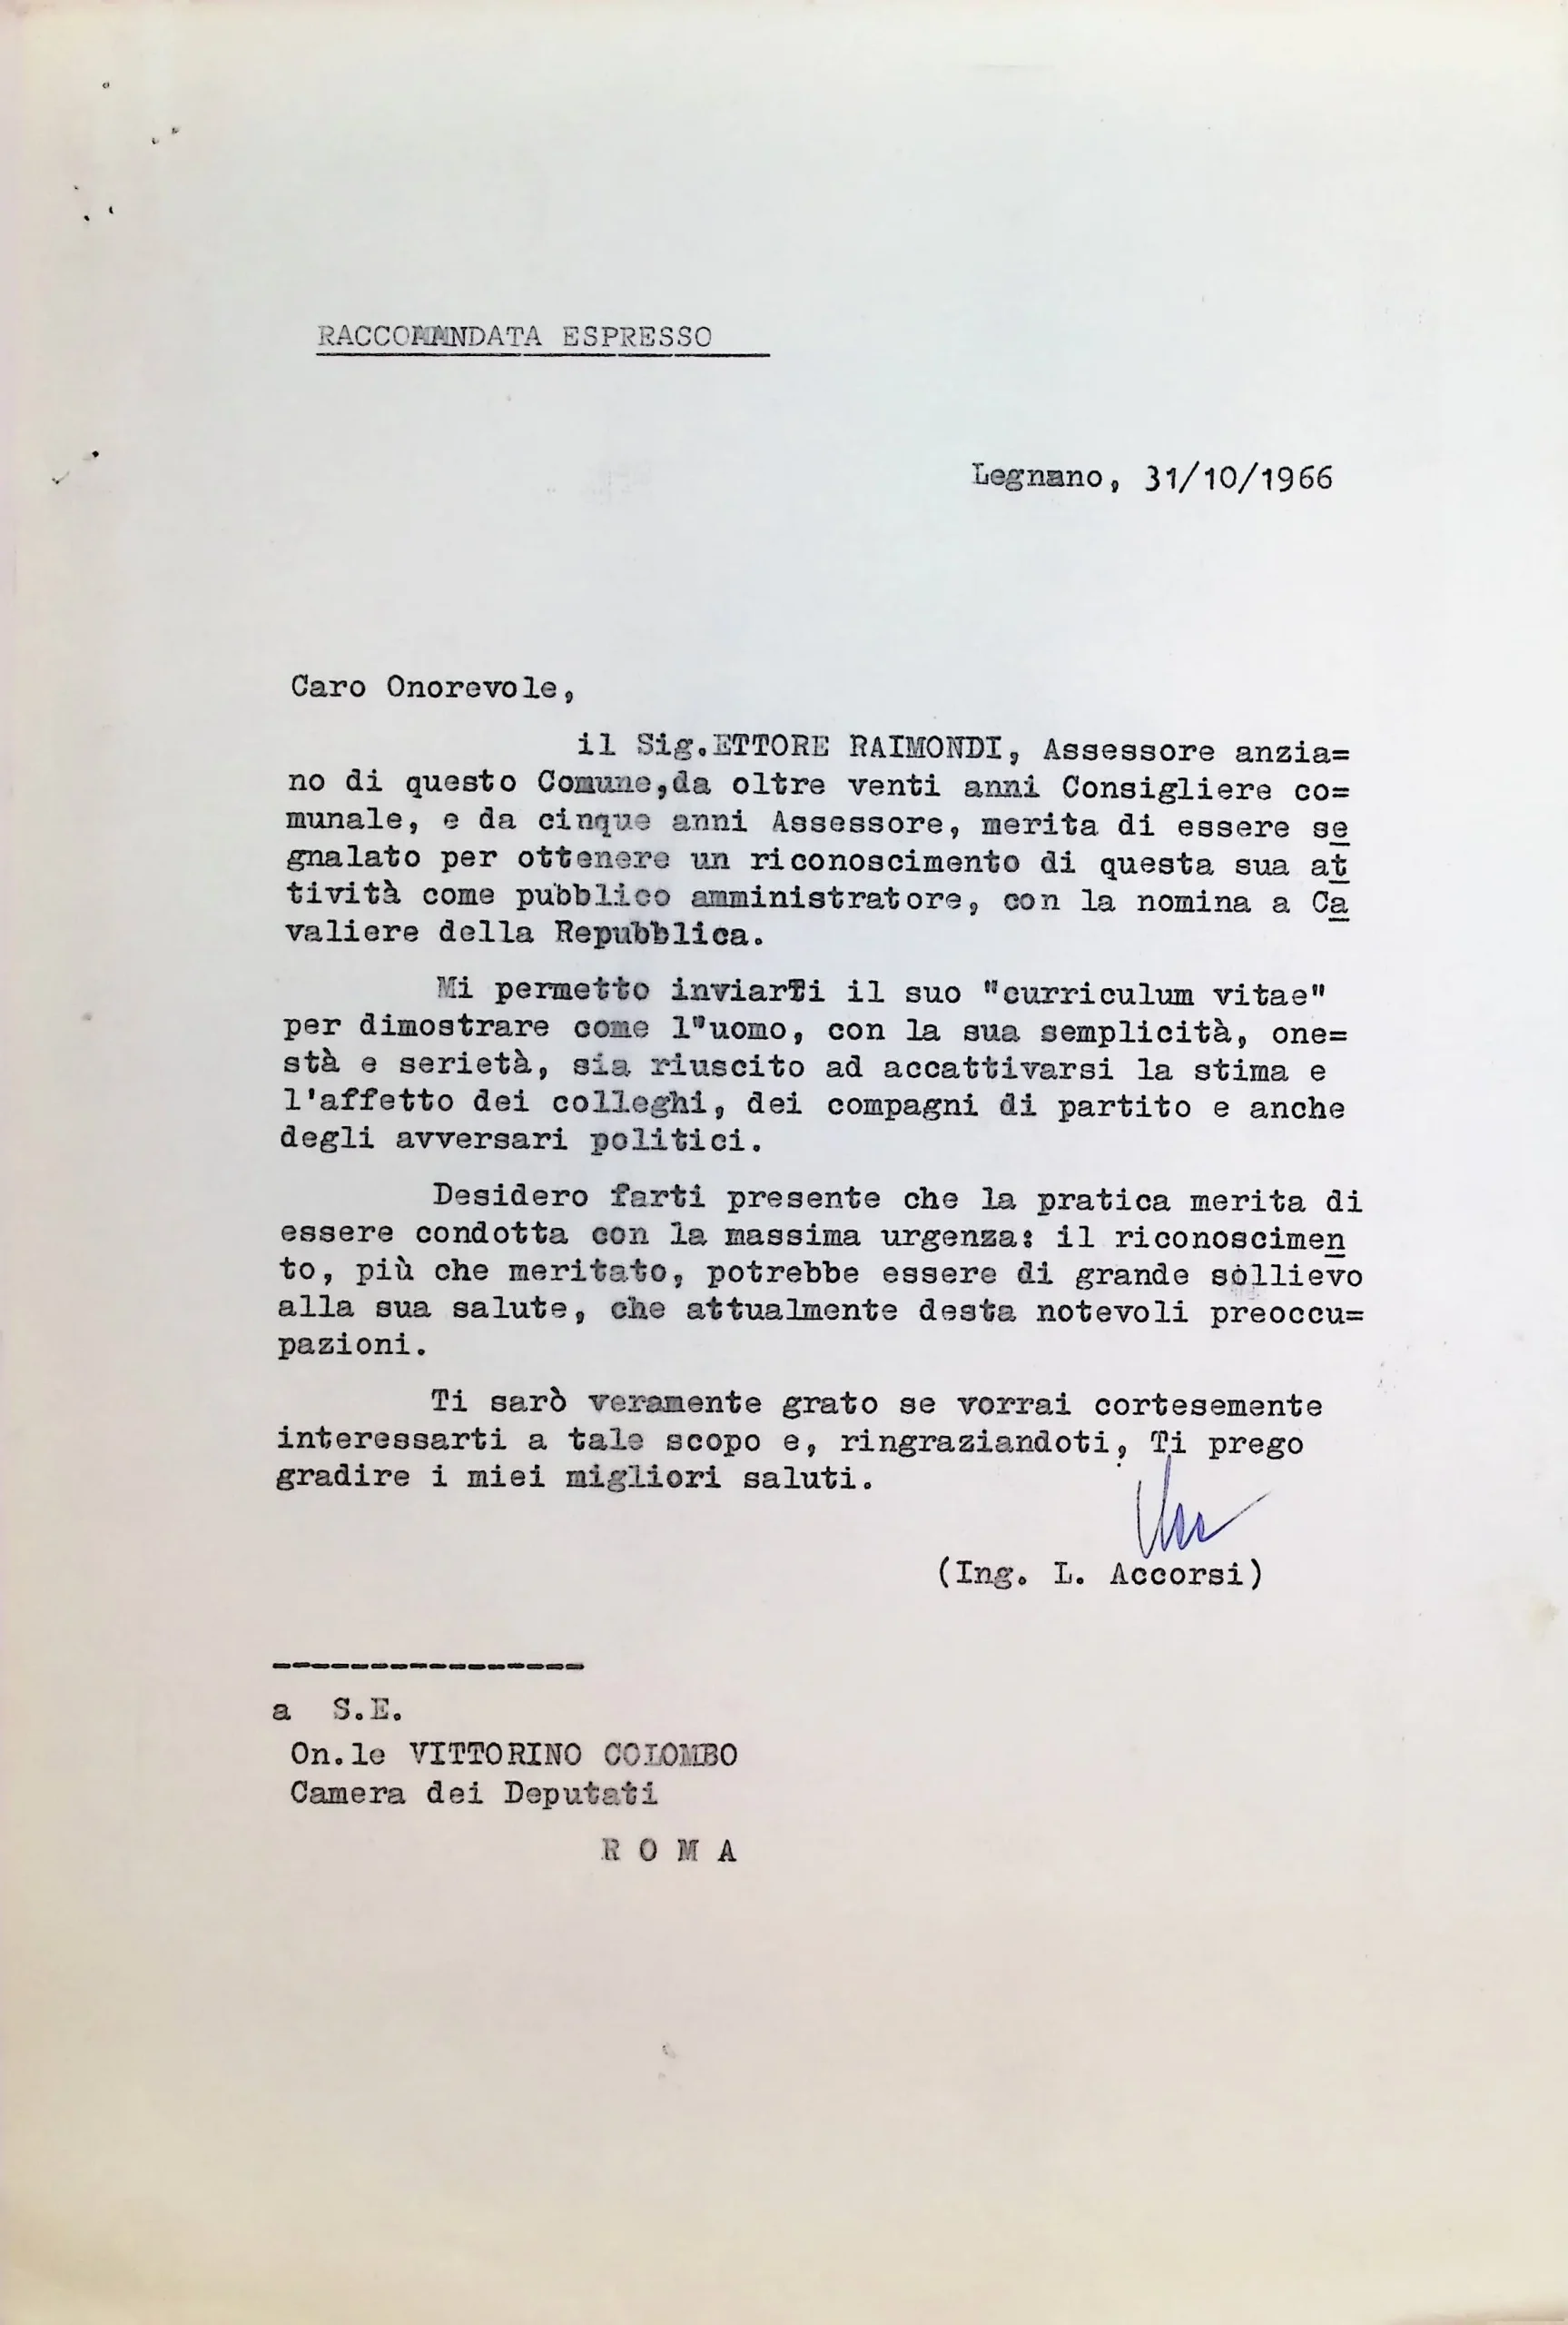 RACCOMANDATA ESPRESSO
Legnano, 31/10/1966
Caro Onorevole,
il Sig.ETTORE RAIMONDI, Assessore anzia=
no di questo Comune,da oltre venti anni Consigliere co=
munale, e da cinque anni Assessore, merita di essere se
gnalato per ottenere un riconoscimento di questa sua at
tività come pubblico amministratore, con la nomina a Ca
valiere della Repubblica.
Mi permetto inviarTi il suo "curriculum vitae"
per dimostrare come l"uomo, con la sua semplicità, one=
stà e serietà, sia riuscito ad accattivarsi la stima e
l'affetto dei colleghi, dei compagni di partito e anche
degli avversari politici.
Desidero farti presente che la pratica merita di
essere condotta con la massima urgenza: il riconoscimen
to, più che meritato, potrebbe essere di grande sollievo
alla sua salute, che attualmente desta notevoli preoccu=
pazioni.
Ti sarò veramente grato se vorrai cortesemente
interessarti a tale scopo e, ringraziandoti, Ti prego
gradire i miei migliori saluti.
(Ing. L. Accorsi)
a S.E.
On.le VITTORINO COLOMBO
Camera dei Deputati
R O M A